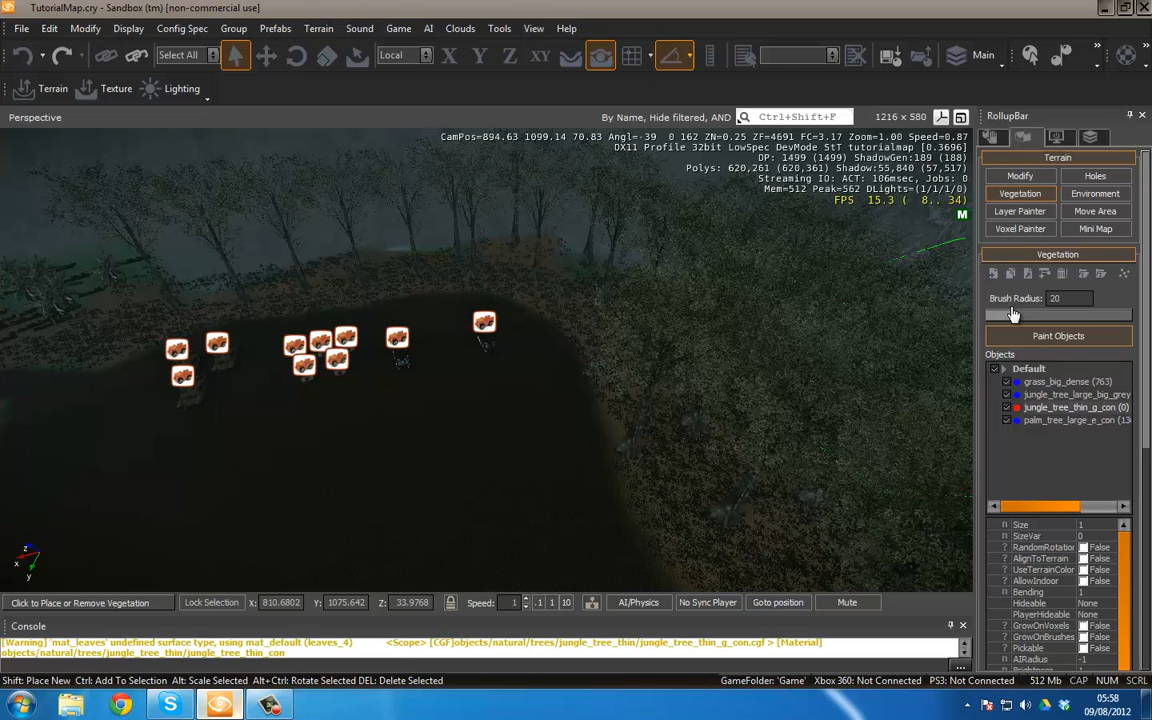 TutorialMap.cry - Sandbox (tm) [non-commercial use]
File Edit Modify Display Config Spec Group Prefabs Terrain Sound Game AI Clouds Tools View Help
Select All Local X Y Z XY Main
Terrain Texture Lighting
Perspective By Name, Hide filtered, AND Ctrl+Shift+F 1216 x 580
CamPos=894.63 1099.14 70.83 Angl=-39 0 162 ZN=0.25 ZF=4691 FC=3.17 Zoom=1.00 Speed=0.87
DX11 Profile 32bit LowSpec DevMode StT tutorialmap [0.3696]
DP: 1499 (1499) ShadowGen:189 (188)
Polys: 620,261 (620,361) Shadow:55,840 (57,517)
Streaming IO: ACT: 106msec, Jobs: 0
Mem=512 Peak=562 DLights=(1/1/1/0)
FPS 15.3 ( 8.. 34)
M
RollupBar
Terrain
Modify Holes
Vegetation Environment
Layer Painter Move Area
Voxel Painter Mini Map
Vegetation
Brush Radius: 20
Paint Objects
Objects
Default
grass_big_dense (763)
jungle_tree_large_big_grey
jungle_tree_thin_g_con (0)
palm_tree_large_e_con (13
Size 1
SizeVar 0
RandomRotation False
AlignToTerrain False
UseTerrainColor False
AllowIndoor False
Bending 1
Hideable None
PlayerHideable None
GrowOnVoxels False
GrowOnBrushes False
Pickable False
AIRadius -1
z
x
y
Click to Place or Remove Vegetation Lock Selection X: 810.6802 Y: 1075.642 Z: 33.9768 Speed: 1 .1 1 10 AI/Physics No Sync Player Goto position Mute
Console
[Warning] 'mat_leaves' undefined surface type, using mat_default (leaves_4) <Scope> [CGF]objects/natural/trees/jungle_tree_thin/jungle_tree_thin_g_con.cgf > [Material]
objects/natural/trees/jungle_tree_thin/jungle_tree_thin_con
...
Shift: Place New Ctrl: Add To Selection Alt: Scale Selected Alt+Ctrl: Rotate Selected DEL: Delete Selected GameFolder: 'Game' Xbox 360: Not Connected PS3: Not Connected 512 Mb CAP NUM SCRL
05:58
09/08/2012